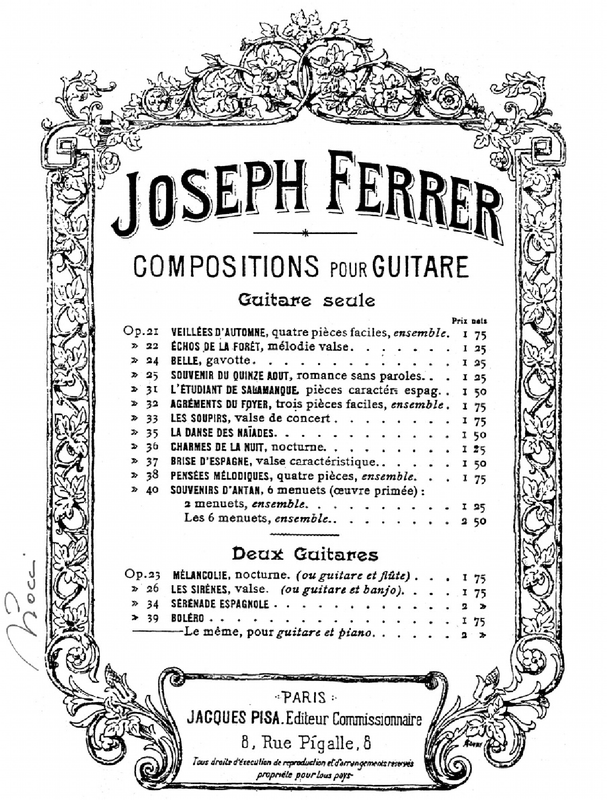 JOSEPH FERRER
COMPOSITIONS POUR GUITARE
Guitare seule
Prix nets
Op.21 VEILLÉES D'AUTOMNE, quatre pièces faciles, ensemble. 1 75
» 22 ÉCHOS DE LA FORÊT, mélodie valse. . . . . . . 1 25
» 24 BELLE, gavotte. . . . . . . . . . . . 1 25
» 25 SOUVENIR DU QUINZE AOUT, romance sans paroles. . 1 25
» 31 L'ÉTUDIANT DE SALAMANQUE, pièces caractér. espag. . 1 50
» 32 AGRÉMENTS DU FOYER, trois pièces faciles, ensemble . 1 75
» 33 LES SOUPIRS, valse de concert . . . . . . . . 1 75
» 35 LA DANSE DES NAÏADES. . . . . . . . . . . 1 50
» 36 CHARMES DE LA NUIT, nocturne. . . . . . . . 1 25
» 37 BRISE D'ESPAGNE, valse caractéristique. . . . . . 1 50
» 38 PENSÉES MÉLODIQUES, quatre pièces, ensemble. . . . 1 75
» 40 SOUVENIRS D'ANTAN, 6 menuets (œuvre primée) :
2 menuets, ensemble. . . . . . . . . . 1 25
Les 6 menuets, ensemble. . . . . . . . . 2 50
Deux Guitares
Op.23 MÉLANCOLIE, nocturne. (ou guitare et flûte) . . . 1 75
» 26 LES SIRÈNES, valse. (ou guitare et banjo). . . . 1 75
» 34 SÉRÉNADE ESPAGNOLE . . . . . . . . . . . 2 »
» 39 BOLÉRO . . . . . . . . . . . . . . . 1 75
Le même, pour guitare et piano. . . . . . 2 »
Rocci
PARIS
JACQUES PISA. Editeur Commissionnaire
8, Rue Pigalle, 8
Tous droits d'exécution de reproduction et d'arrangements réservés
propriété pour tous pays